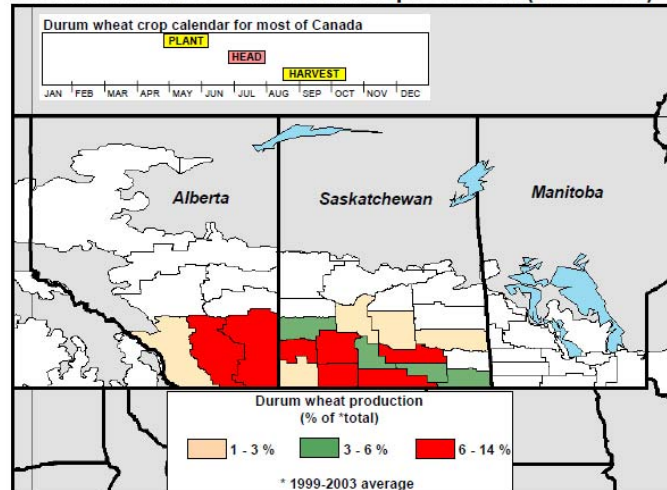 Durum wheat crop calendar for most of Canada
PLANT
HEAD
HARVEST
JAN FEB MAR APR MAY JUN JUL AUG SEP OCT NOV DEC
Alberta
Saskatchewan
Manitoba
Durum wheat production
(% of *total)
1 - 3 %
3 - 6 %
6 - 14 %
* 1999-2003 average